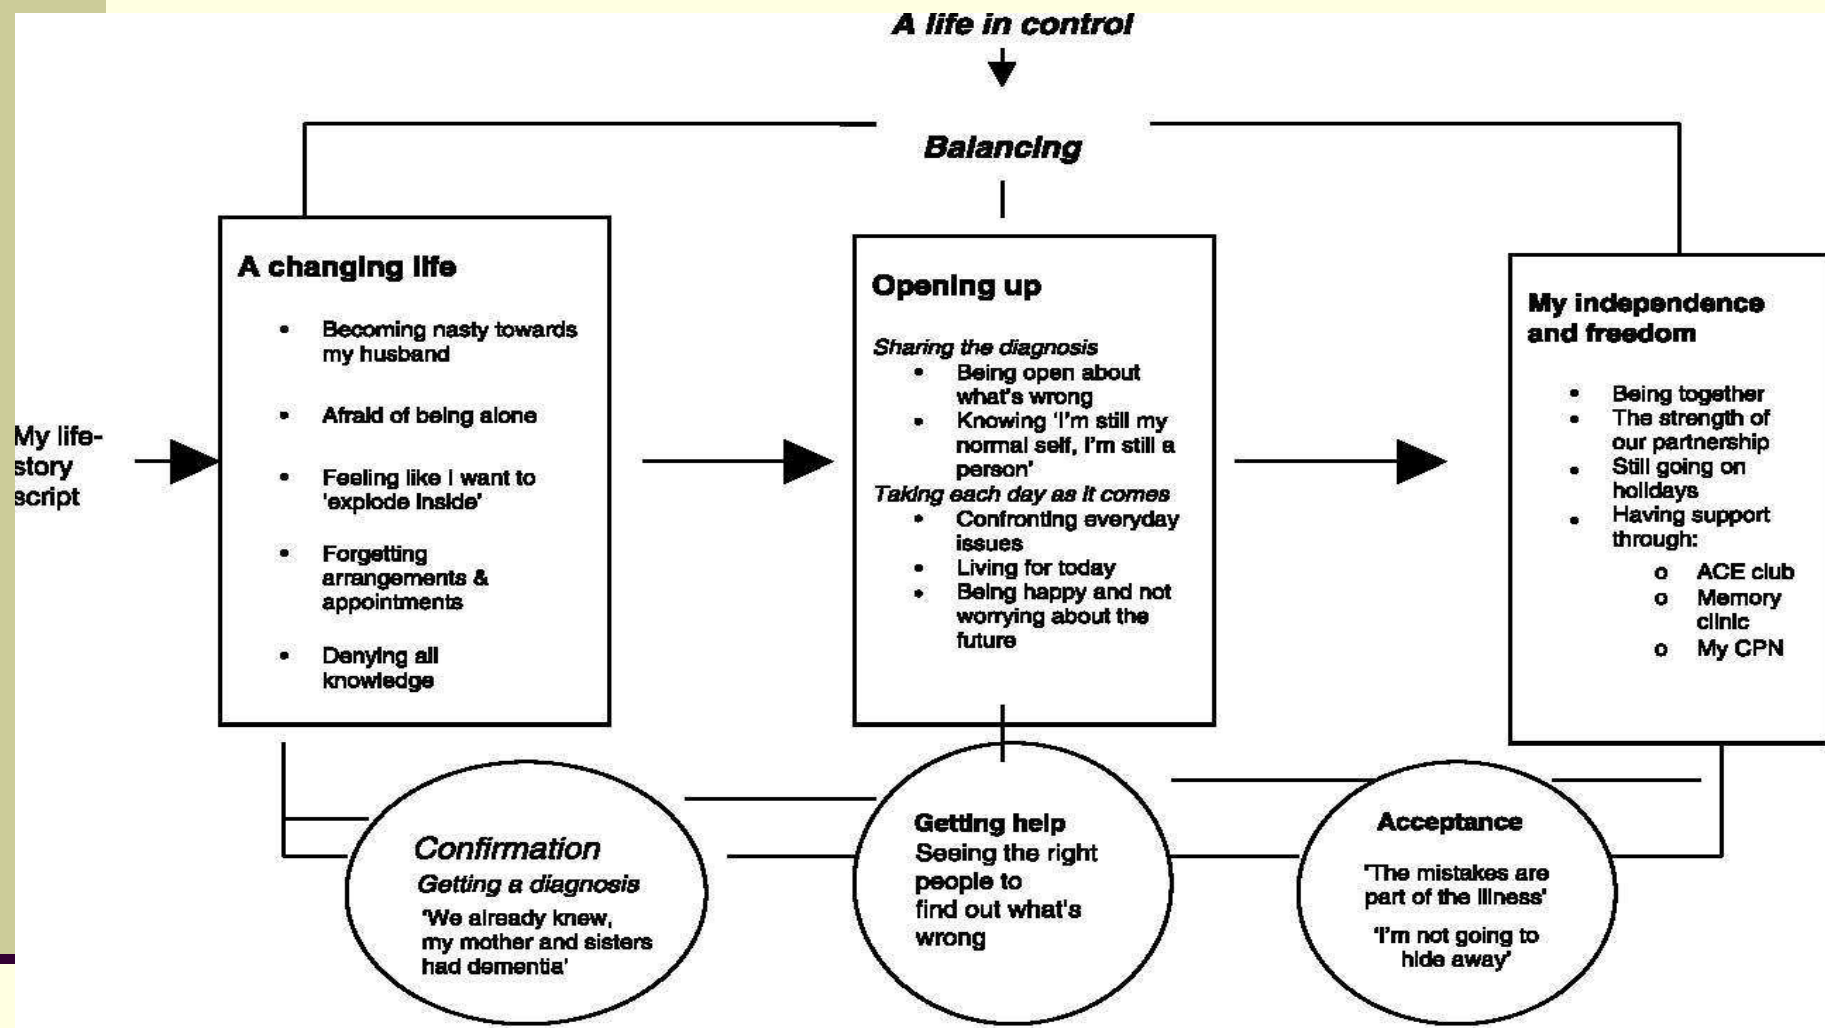 A life in control
Balancing
My life-
story
script
A changing life
• Becoming nasty towards
my husband
• Afraid of being alone
• Feeling like I want to
'explode inside'
• Forgetting
arrangements &
appointments
• Denying all
knowledge
Opening up
Sharing the diagnosis
• Being open about
what's wrong
• Knowing 'I'm still my
normal self, I'm still a
person'
Taking each day as it comes
• Confronting everyday
issues
• Living for today
• Being happy and not
worrying about the
future
My independence
and freedom
• Being together
• The strength of
our partnership
• Still going on
holidays
• Having support
through:
o ACE club
o Memory
clinic
o My CPN
Confirmation
Getting a diagnosis
'We already knew,
my mother and sisters
had dementia'
Getting help
Seeing the right
people to
find out what's
wrong
Acceptance
'The mistakes are
part of the illness'
'I'm not going to
hide away'